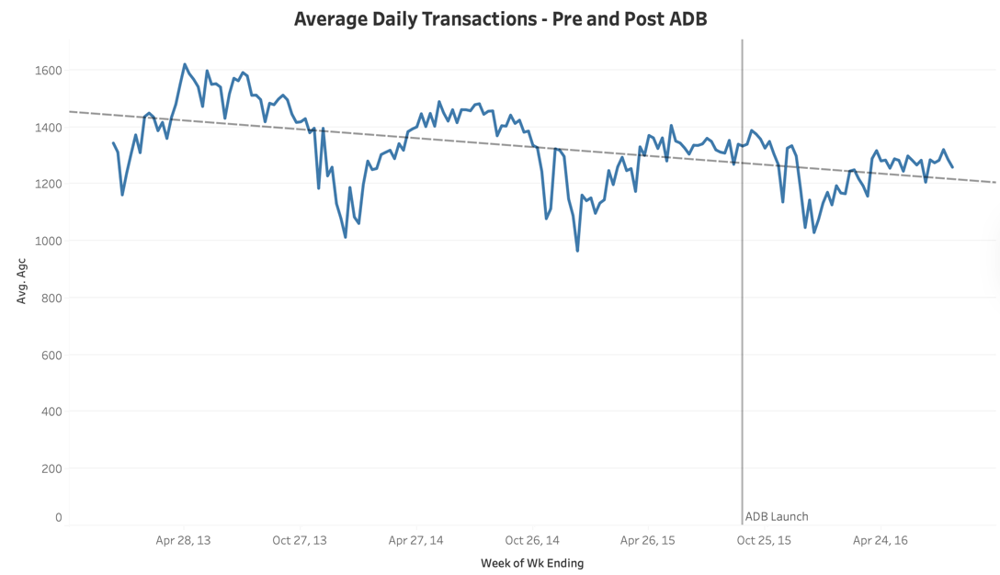 Average Daily Transactions - Pre and Post ADB
1600
1400
1200
1000
800
600
400
200
0
Avg. Agc
ADB Launch
Apr 28, 13
Oct 27, 13
Apr 27, 14
Oct 26, 14
Apr 26, 15
Oct 25, 15
Apr 24, 16
Week of Wk Ending